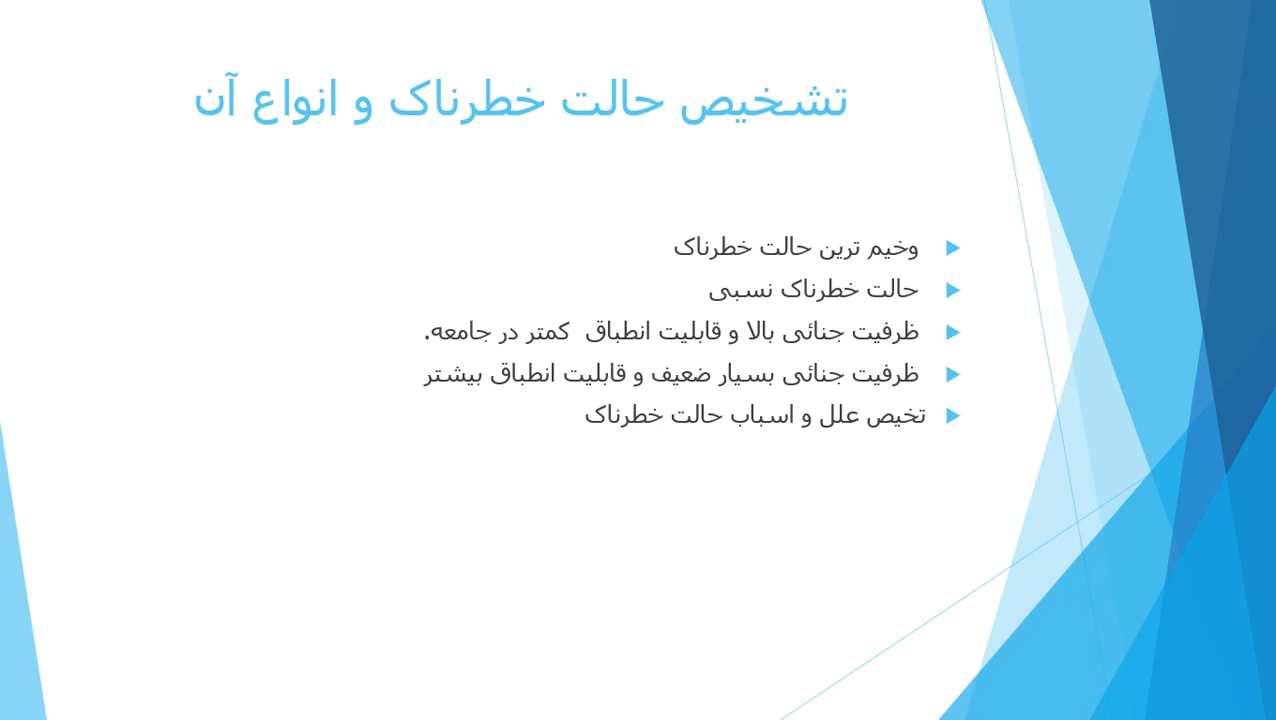 تشخیص حالت خطرناک و انواع آن
وخیم ترین حالت خطرناک
حالت خطرناک نسبی
ظرفیت جنائی بالا و قابلیت انطباق کمتر در جامعه.
ظرفیت جنائی بسیار ضعیف و قابلیت انطباق بیشتر
تخیص علل و اسباب حالت خطرناک